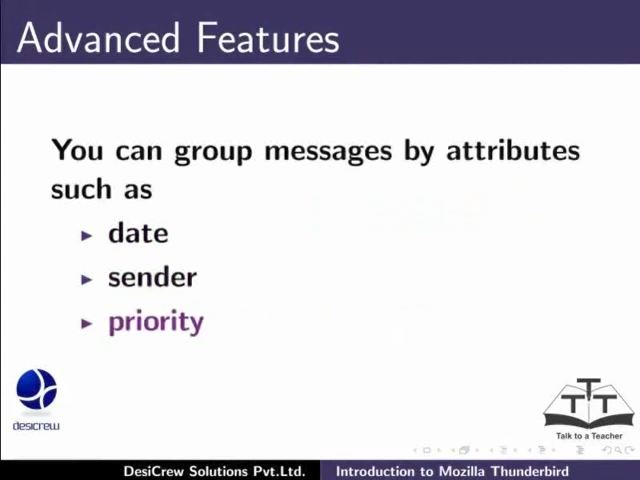 Advanced Features
You can group messages by attributes
such as
date
sender
priority
desicrew
TTT
Talk to a Teacher
DesiCrew Solutions Pvt.Ltd. Introduction to Mozilla Thunderbird